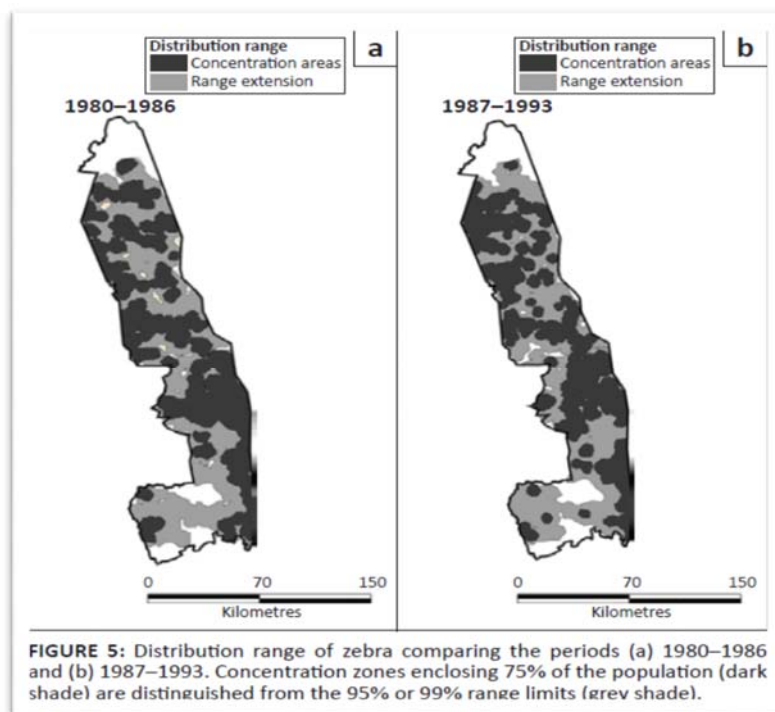 Distribution range
Concentration areas
Range extension
a
1980–1986
0 70 150
Kilometres
Distribution range
Concentration areas
Range extension
b
1987–1993
0 70 150
Kilometres
FIGURE 5: Distribution range of zebra comparing the periods (a) 1980–1986
and (b) 1987–1993. Concentration zones enclosing 75% of the population (dark
shade) are distinguished from the 95% or 99% range limits (grey shade).